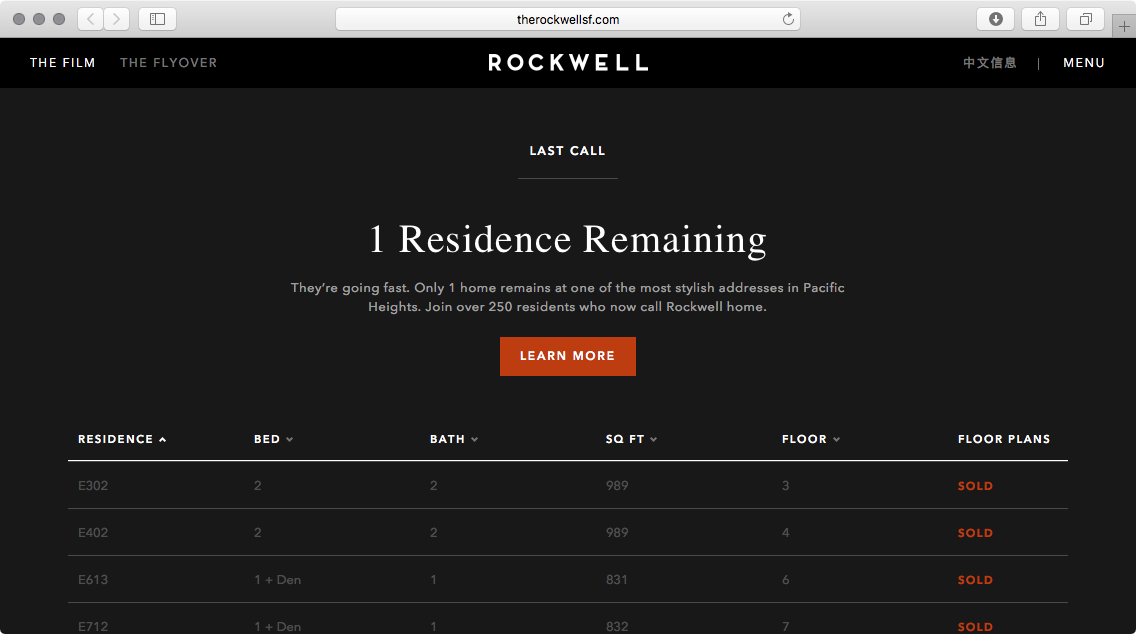 therockwellsf.com
THE FILM THE FLYOVER ROCKWELL 中文信息 | MENU
LAST CALL
1 Residence Remaining
They're going fast. Only 1 home remains at one of the most stylish addresses in Pacific
Heights. Join over 250 residents who now call Rockwell home.
LEARN MORE
RESIDENCE BED BATH SQ FT FLOOR FLOOR PLANS
E302 2 2 989 3 SOLD
E402 2 2 989 4 SOLD
E613 1 + Den 1 831 6 SOLD
E712 1 + Den 1 832 7 SOLD